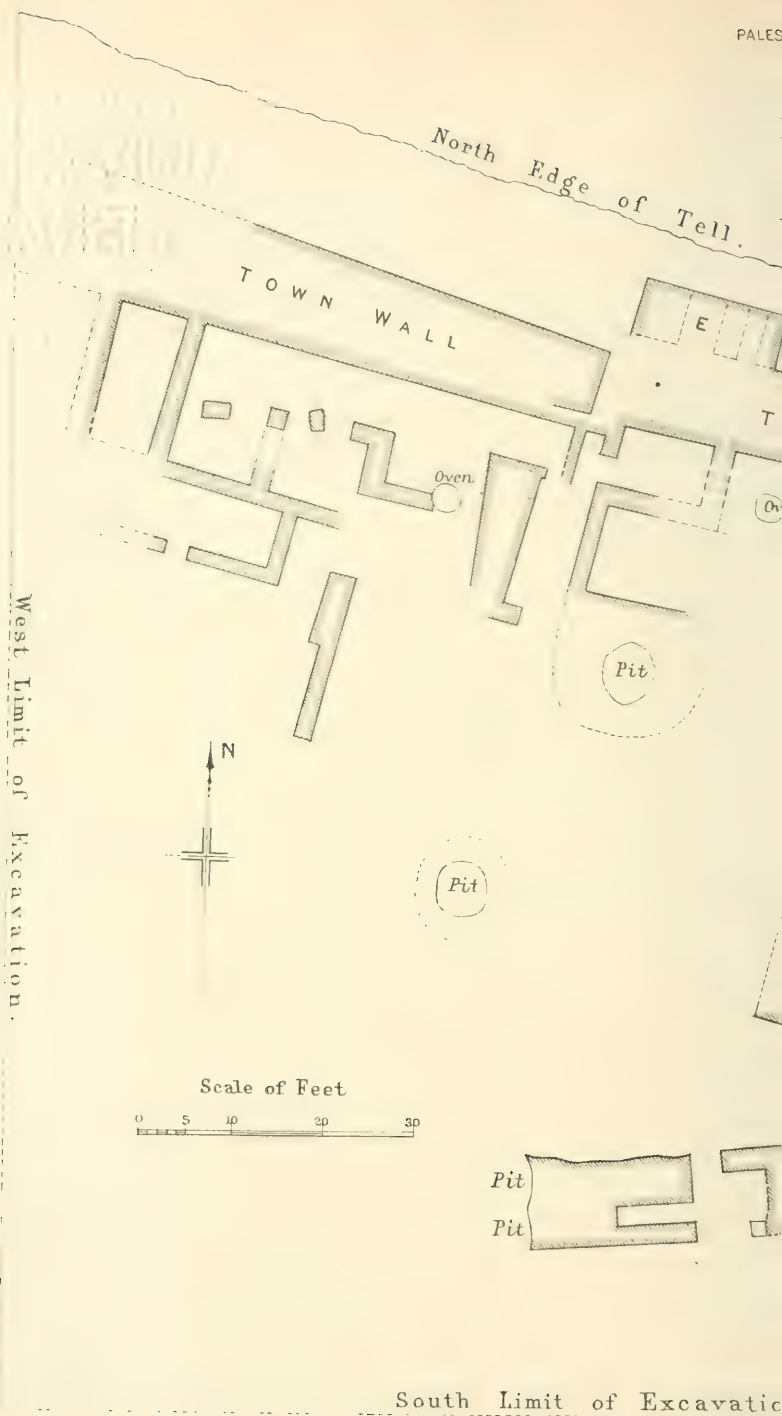 PALES
North Edge of Tell.
TOWN WALL
E
T
Oven
Ov
Pit
West Limit of Excavation.
N
Pit
Scale of Feet
0 5 10 20 30
Pit
Pit
South Limit of Excavatio